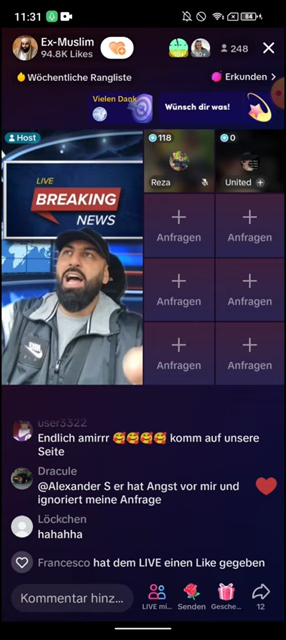 11:31
84
Ex-Muslim
94.8K Likes
248
Wöchentliche Rangliste
Erkunden
Vielen Dank
Wünsch dir was!
Host
118
0
LIVE
BREAKING
NEWS
Reza
United
Anfragen
Anfragen
Anfragen
Anfragen
Anfragen
Anfragen
user3322
Endlich amirrr 🥰🥰🥰🥰 komm auf unsere
Seite
Dracule
@Alexander S er hat Angst vor mir und
ignoriert meine Anfrage
Löckchen
hahahha
Francesco hat dem LIVE einen Like gegeben
Kommentar hinz...
LIVE mi...
Senden
Gesche...
12